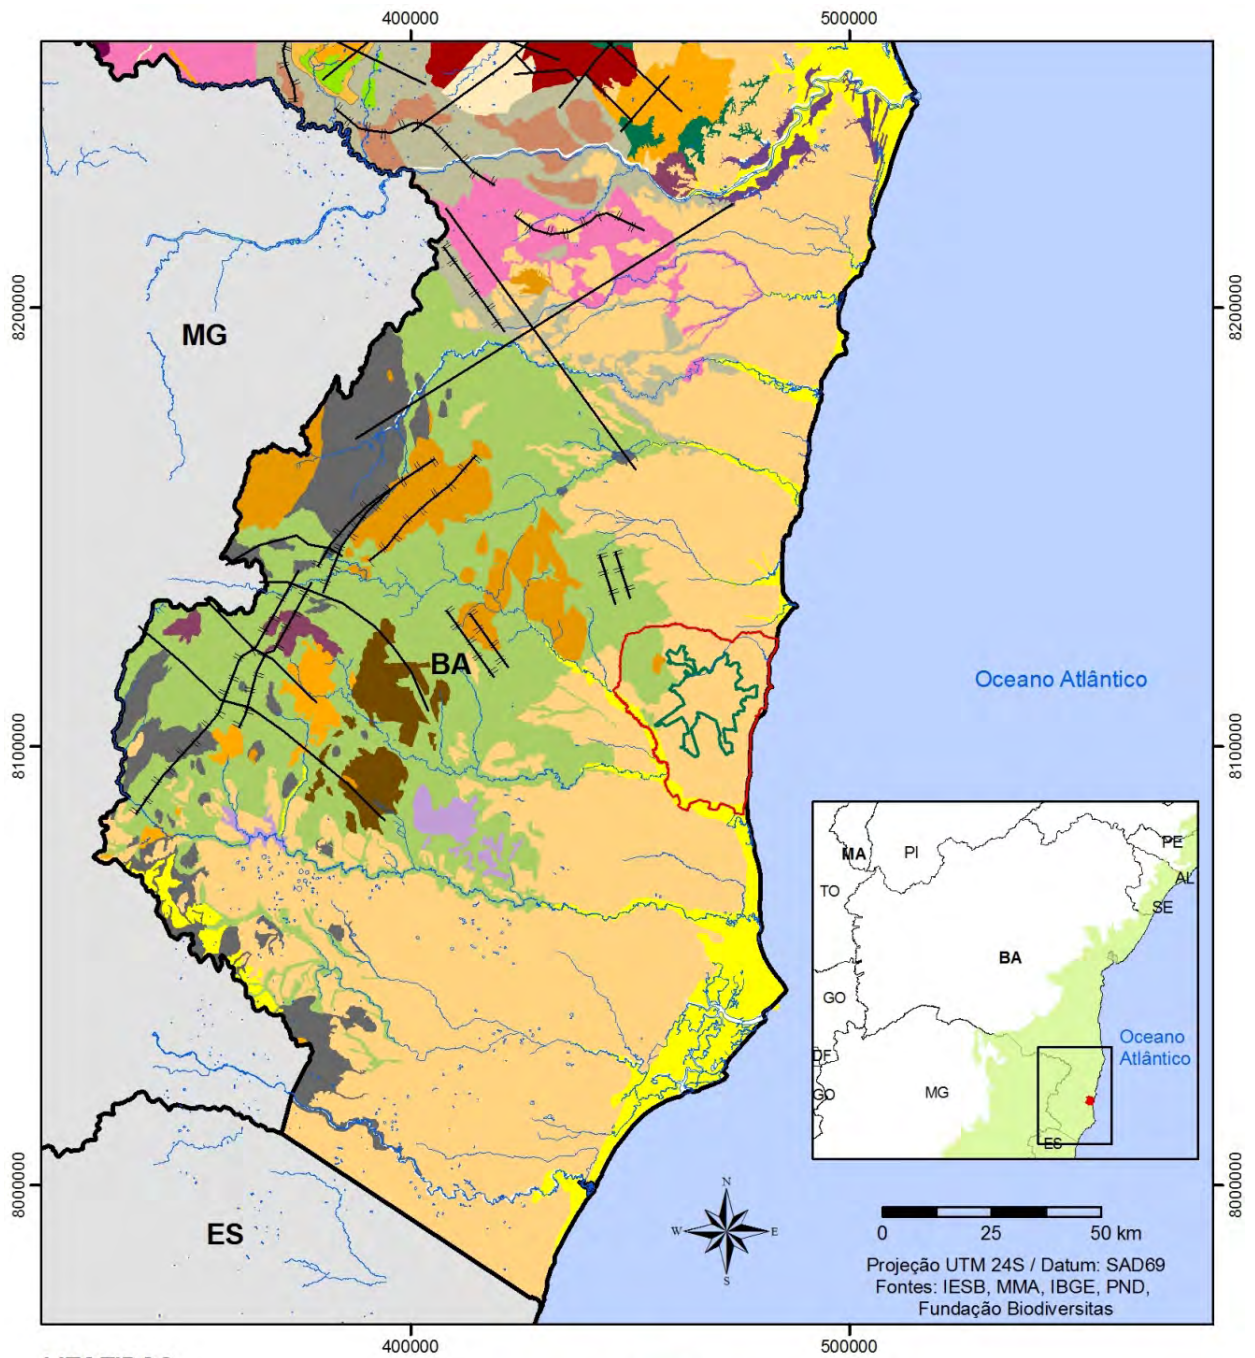 400000
500000
8200000
8200000
MG
BA
Oceano Atlântico
8100000
8100000
MA
PI
PE
TO
AL
SE
BA
GO
Oceano
Atlântico
DF
GO
MG
ES
8000000
8000000
N
W
E
S
0
25
50 km
ES
Projeção UTM 24S / Datum: SAD69
Fontes: IESB, MMA, IBGE, PND,
Fundação Biodiversitas
400000
500000